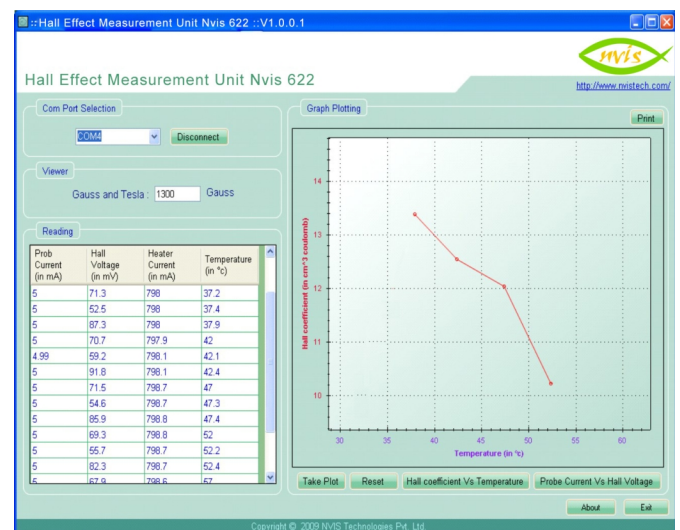 ::Hall Effect Measurement Unit Nvis 622 ::V1.0.0.1
nvis
Hall Effect Measurement Unit Nvis 622
http://www.nvistech.com/
Com Port Selection
COM4
Disconnect
Viewer
Gauss and Tesla : 1300 Gauss
Reading
Prob Current (in mA) Hall Voltage (in mV) Heater Current (in mA) Temperature (in °c)
5 71.3 798 37.2
5 52.5 798 37.4
5 87.3 798 37.9
5 70.7 797.9 42
4.99 59.2 798.1 42.1
5 91.8 798.1 42.4
5 71.5 798.7 47
5 54.6 798.7 47.3
5 85.9 798.8 47.4
5 69.3 798.8 52
5 55.7 798.7 52.2
5 82.3 798.7 52.4
5 67.9 798.6 57
Graph Plotting
Print
Hall coefficient (in cm^3 coulomb)
14
13
12
11
10
30 35 40 45 50 55 60
Temperature (in °c)
Take Plot Reset Hall coefficient Vs Temperature Probe Current Vs Hall Voltage
About Exit
Copyright © 2009 NVIS Technologies Pvt. Ltd.